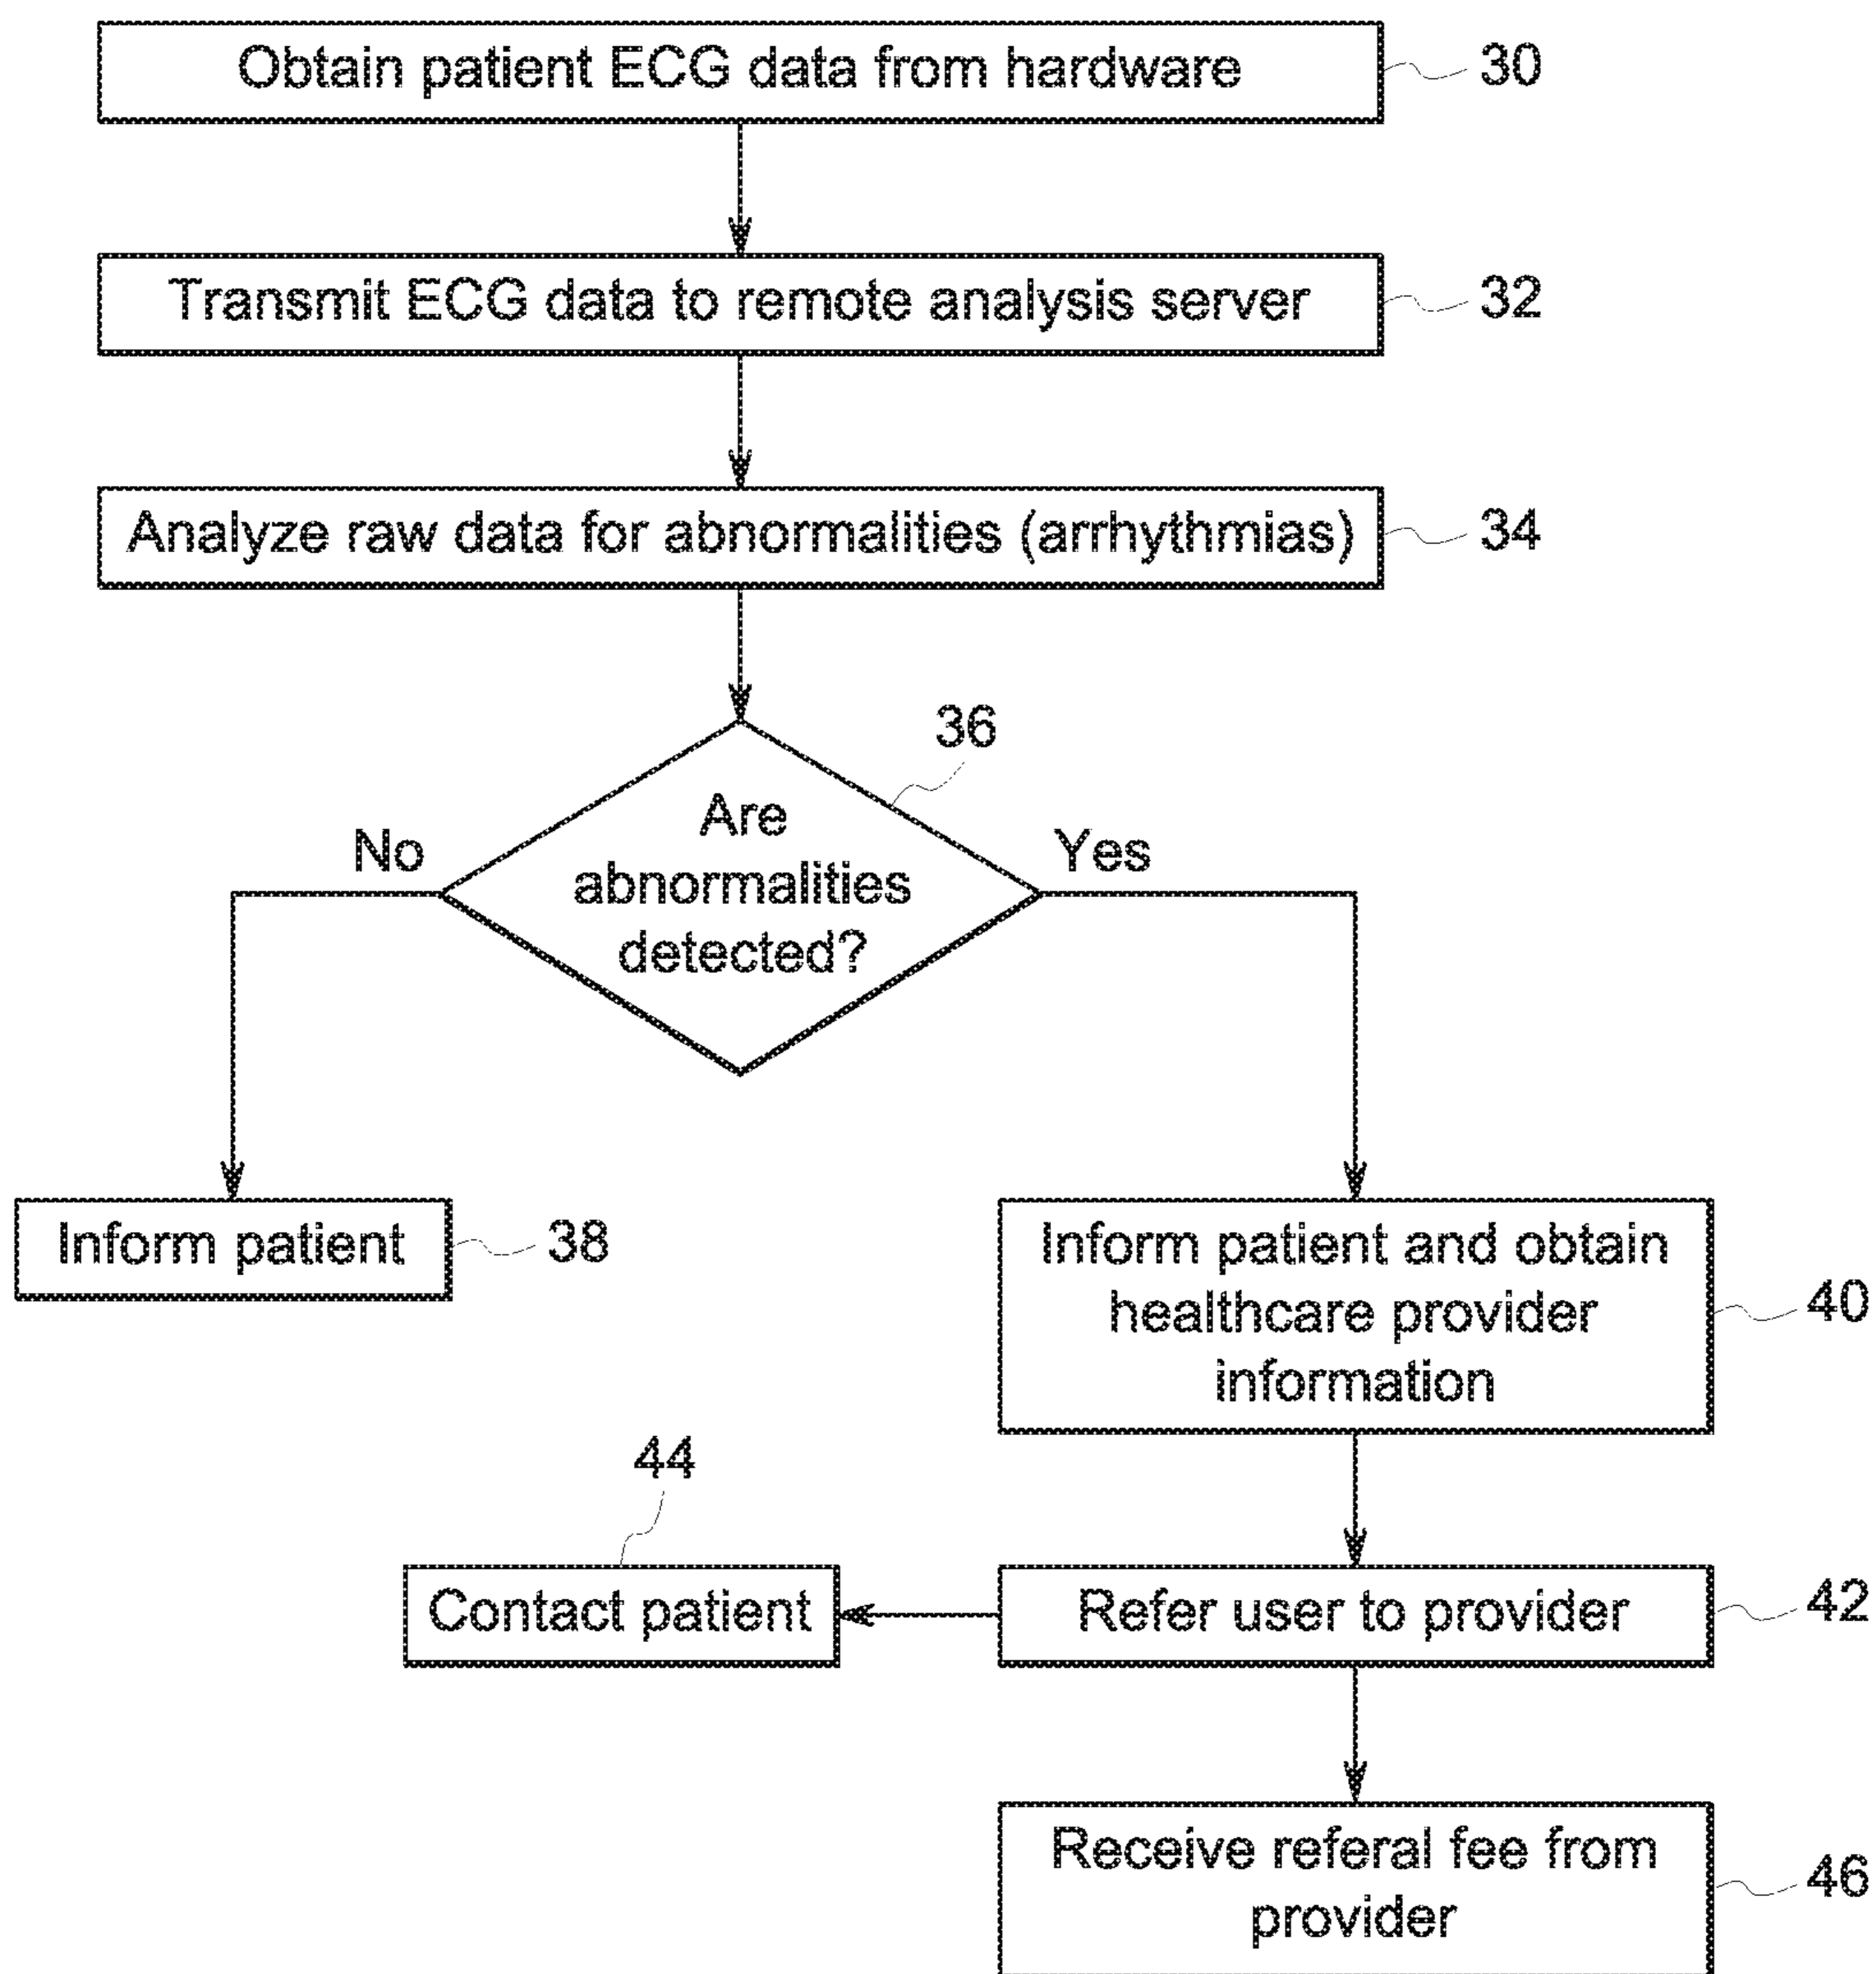 Obtain patient ECG data from hardware
30
Transmit ECG data to remote analysis server
32
Analyze raw data for abnormalities (arrhythmias)
34
36
Are
abnormalities
detected?
No
Yes
Inform patient
38
Inform patient and obtain
healthcare provider
information
40
44
Contact patient
Refer user to provider
42
Receive referal fee from
provider
46